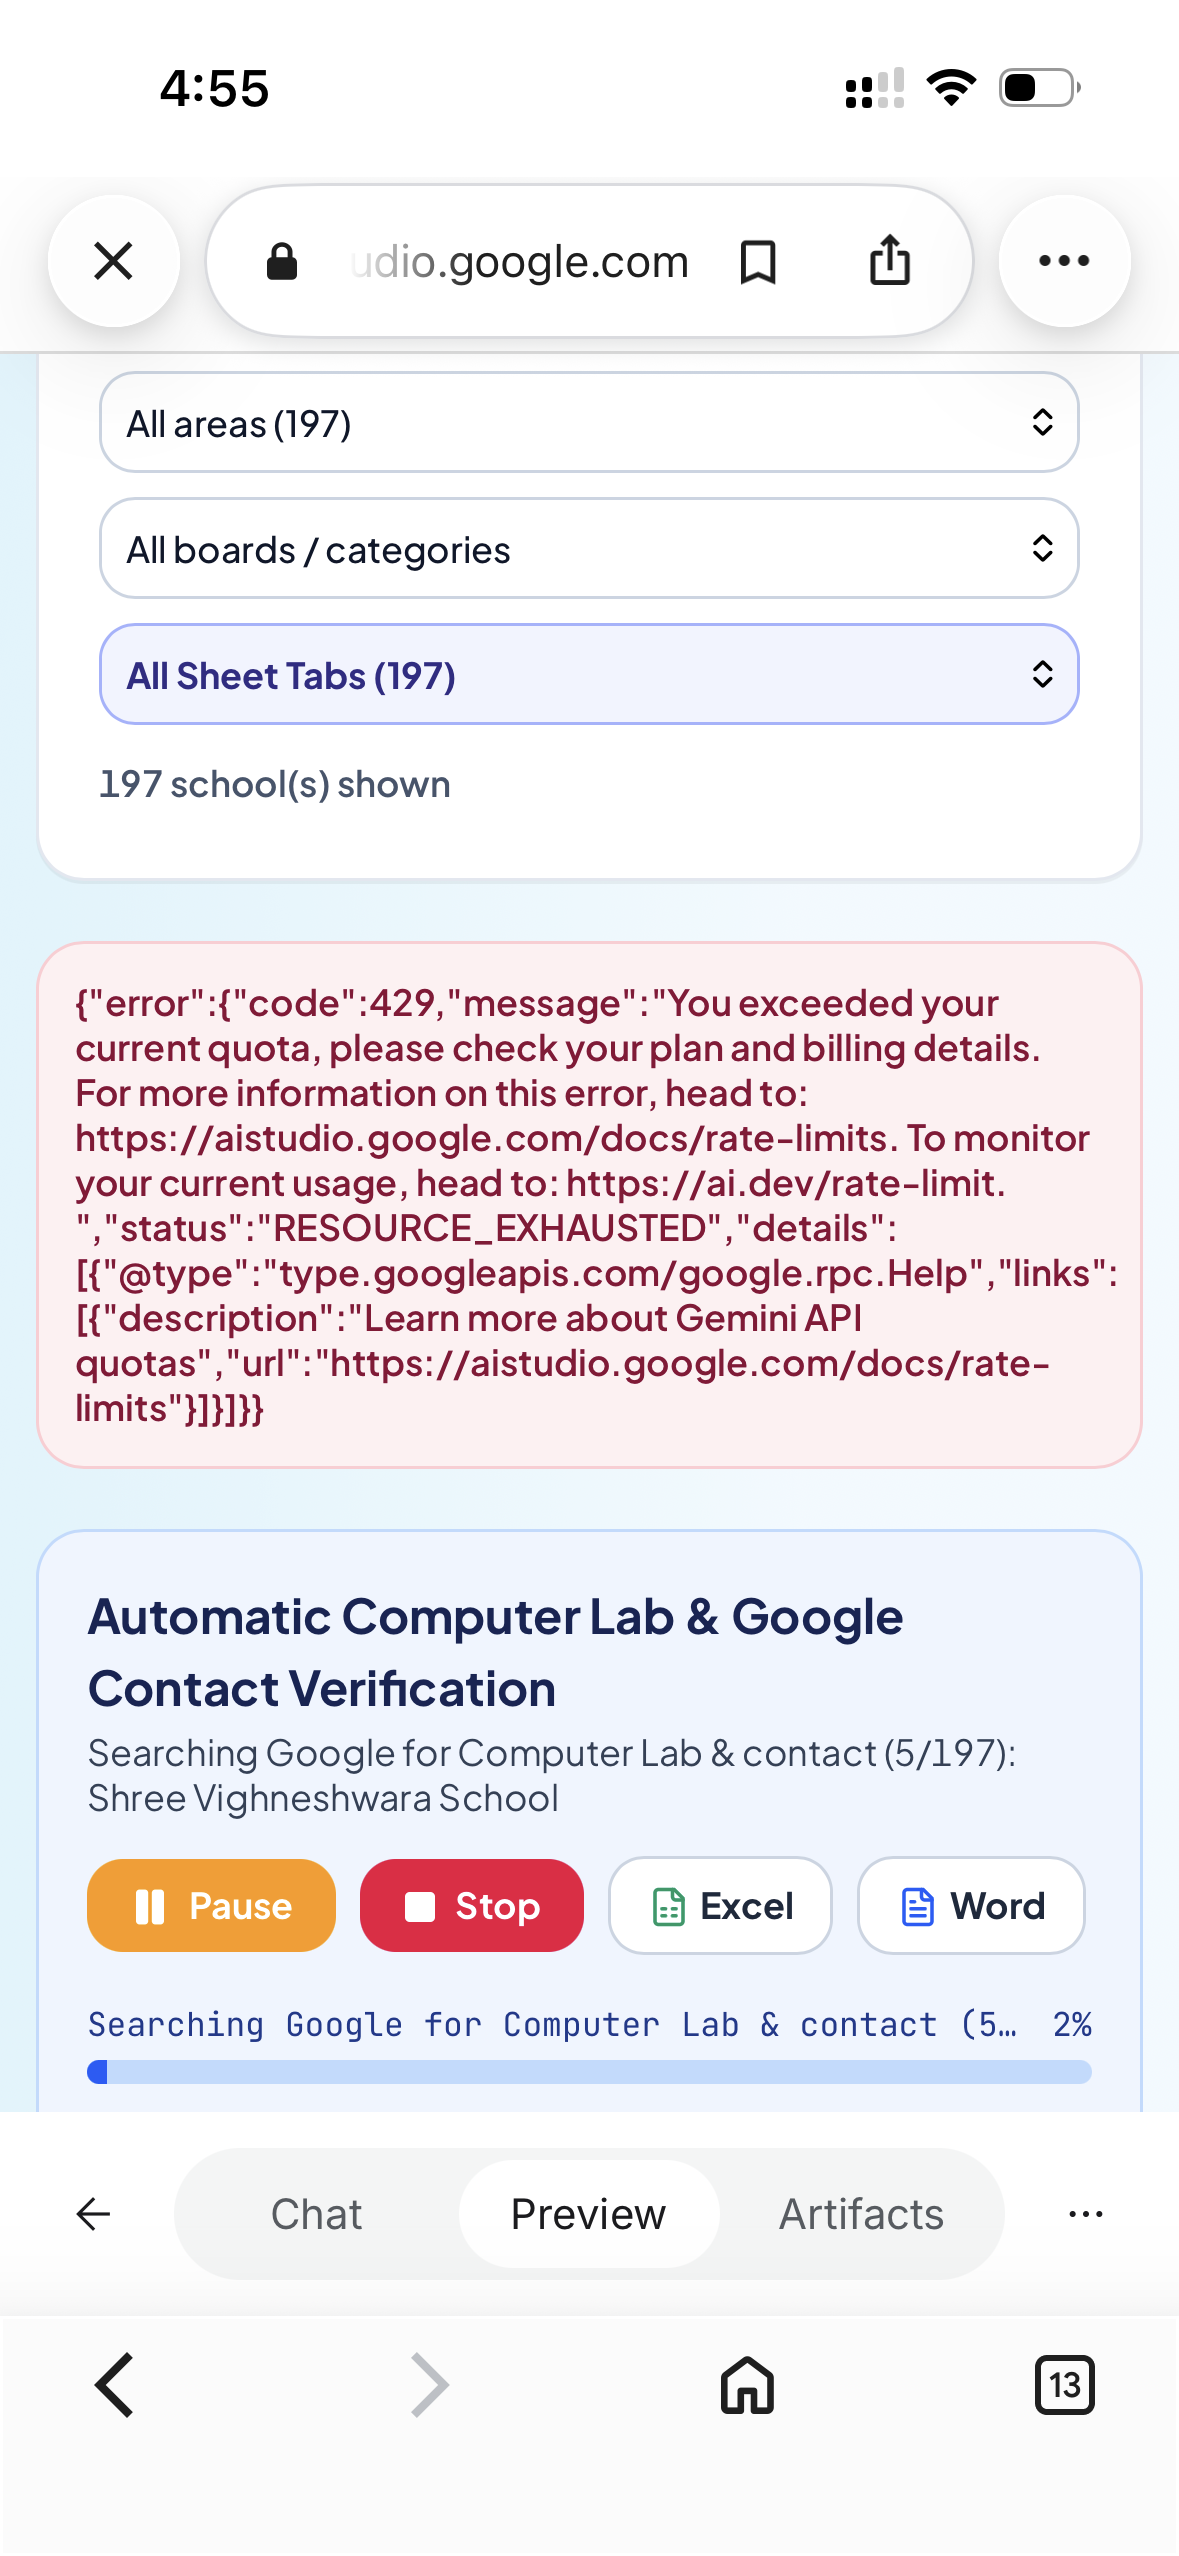 4:55
udio.google.com
All areas (197)
All boards / categories
All Sheet Tabs (197)
197 school(s) shown
{"error":{"code":429,"message":"You exceeded your
current quota, please check your plan and billing details.
For more information on this error, head to:
https://aistudio.google.com/docs/rate-limits. To monitor
your current usage, head to: https://ai.dev/rate-limit.
","status":"RESOURCE_EXHAUSTED","details":
[{"@type":"type.googleapis.com/google.rpc.Help","links":
[{"description":"Learn more about Gemini API
quotas","url":"https://aistudio.google.com/docs/rate-
limits"}]}]}}
Automatic Computer Lab & Google
Contact Verification
Searching Google for Computer Lab & contact (5/197):
Shree Vighneshwara School
Pause Stop Excel Word
Searching Google for Computer Lab & contact (5… 2%
Chat Preview Artifacts
13